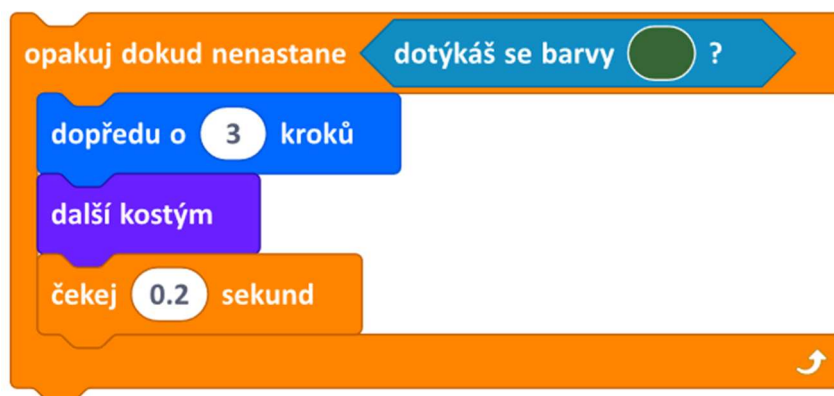 opakuj dokud nenastane dotýkáš se barvy ?
dopředu o 3 kroků
další kostým
čekej 0.2 sekund